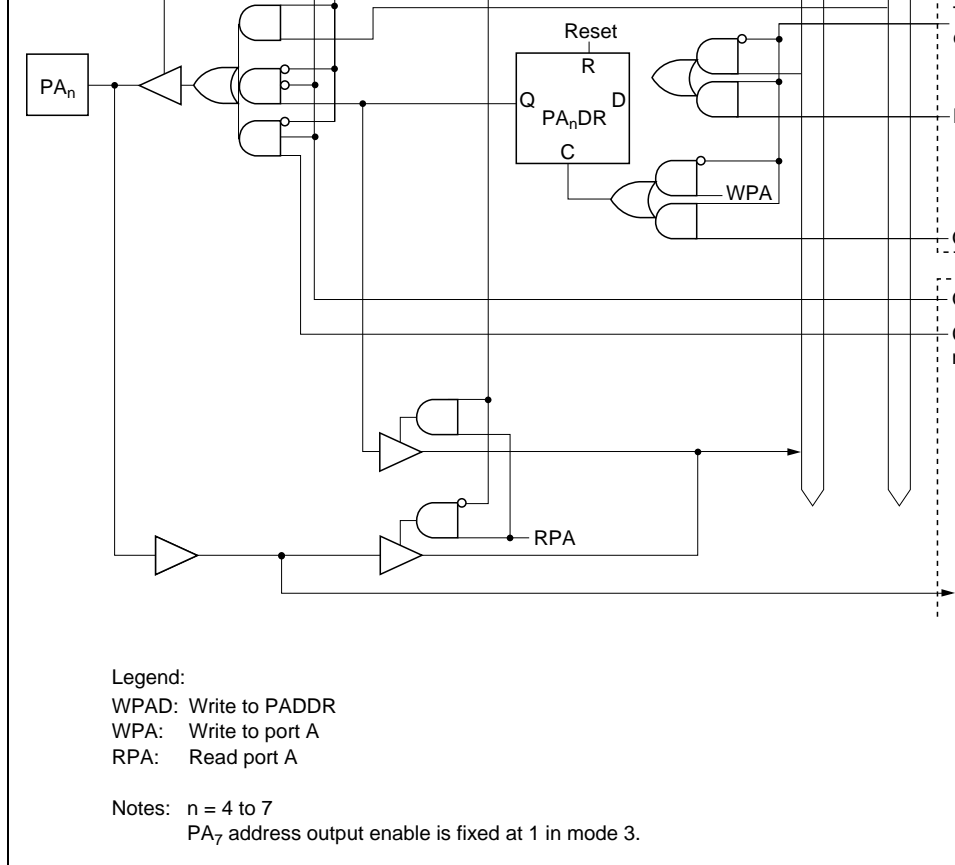 Reset
R
PAn
Q
D
PAnDR
C
WPA
RPA
Legend:
WPAD: Write to PADDR
WPA: Write to port A
RPA: Read port A
Notes: n = 4 to 7
PA7 address output enable is fixed at 1 in mode 3.